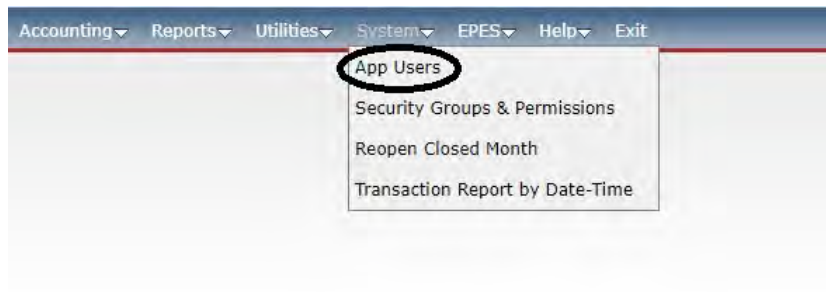 Accounting Reports Utilities System EPES Help Exit
App Users
Security Groups & Permissions
Reopen Closed Month
Transaction Report by Date-Time